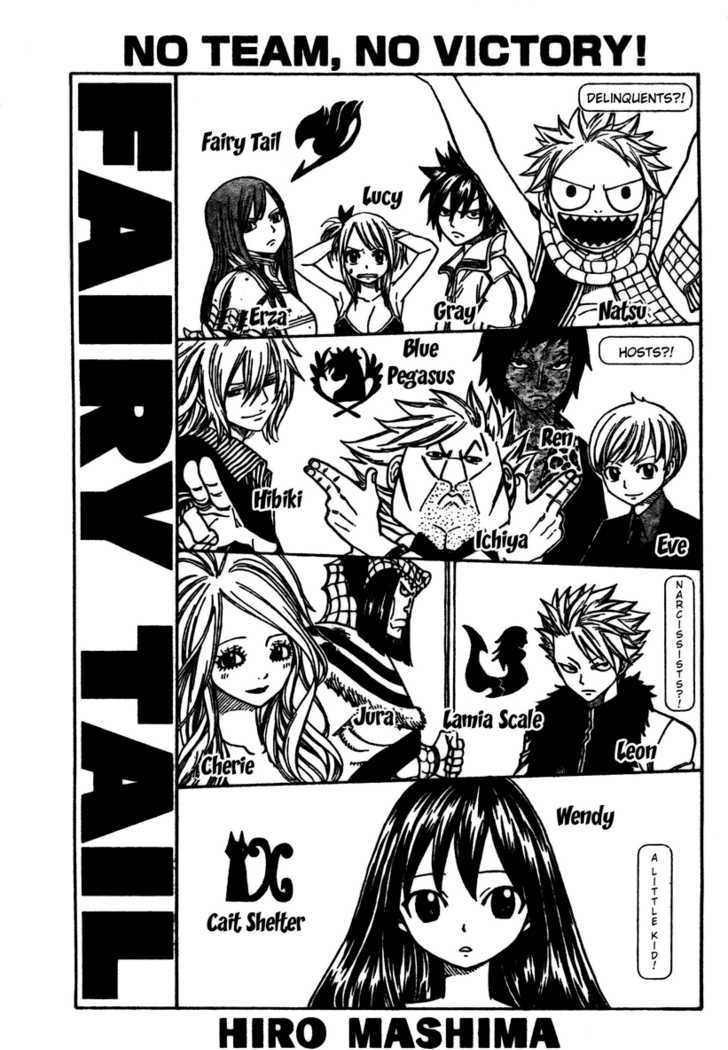 NO TEAM, NO VICTORY!
FAIRY TAIL
DELINQUENTS?!
Fairy Tail
Lucy
Erza
Gray
Natsu
HOSTS?!
Blue
Pegasus
Ren
Hibiki
Ichiya
Eve
NARCISSISTS?!
Jura
Lamia Scale
Cherie
Leon
Wendy
A LITTLE KID!
Cait Shelter
HIRO MASHIMA